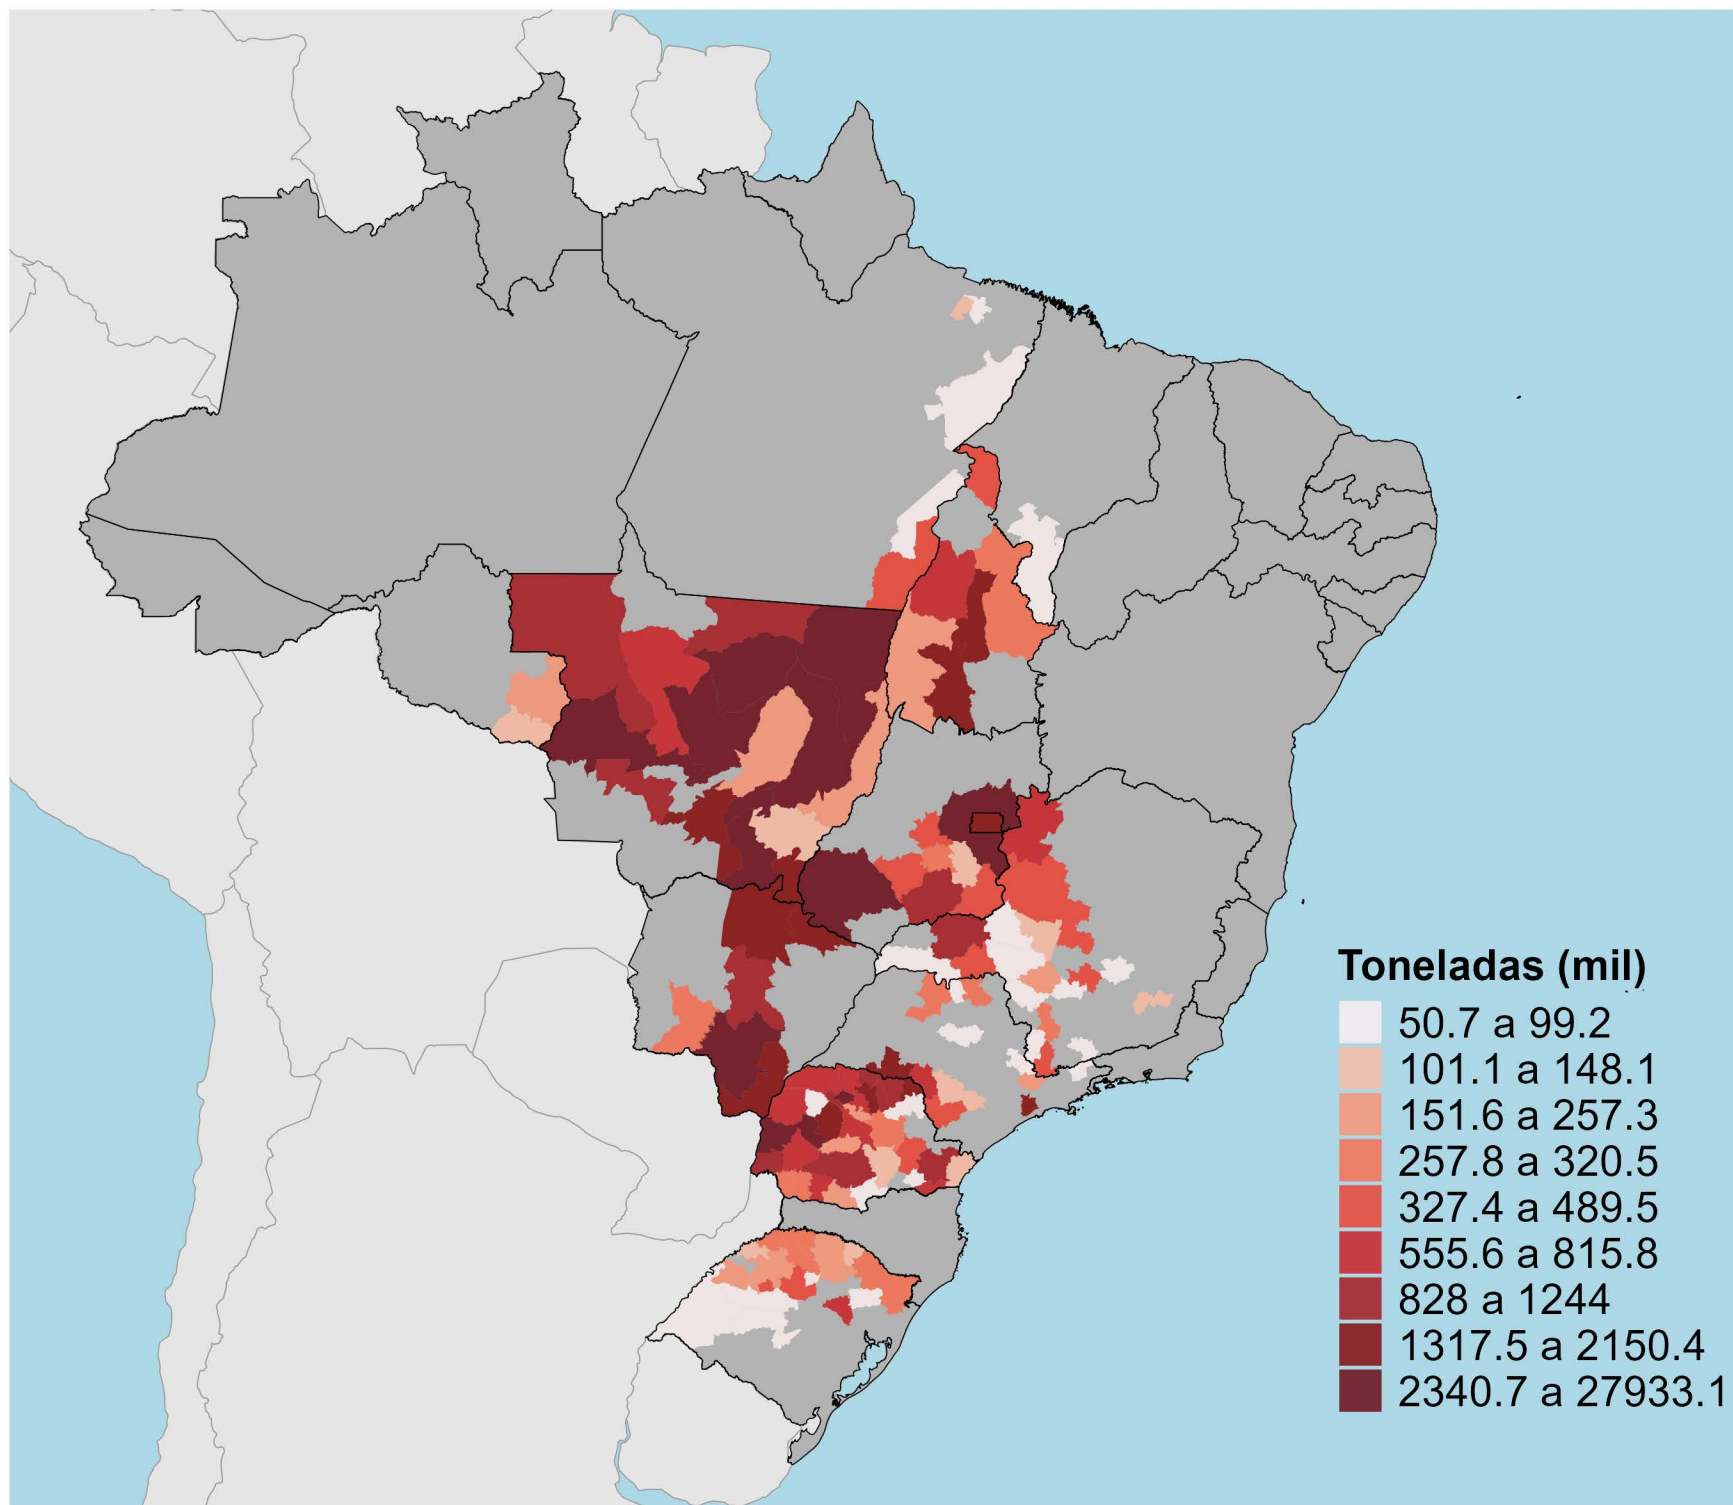 Toneladas (mil)
50.7 a 99.2
101.1 a 148.1
151.6 a 257.3
257.8 a 320.5
327.4 a 489.5
555.6 a 815.8
828 a 1244
1317.5 a 2150.4
2340.7 a 27933.1